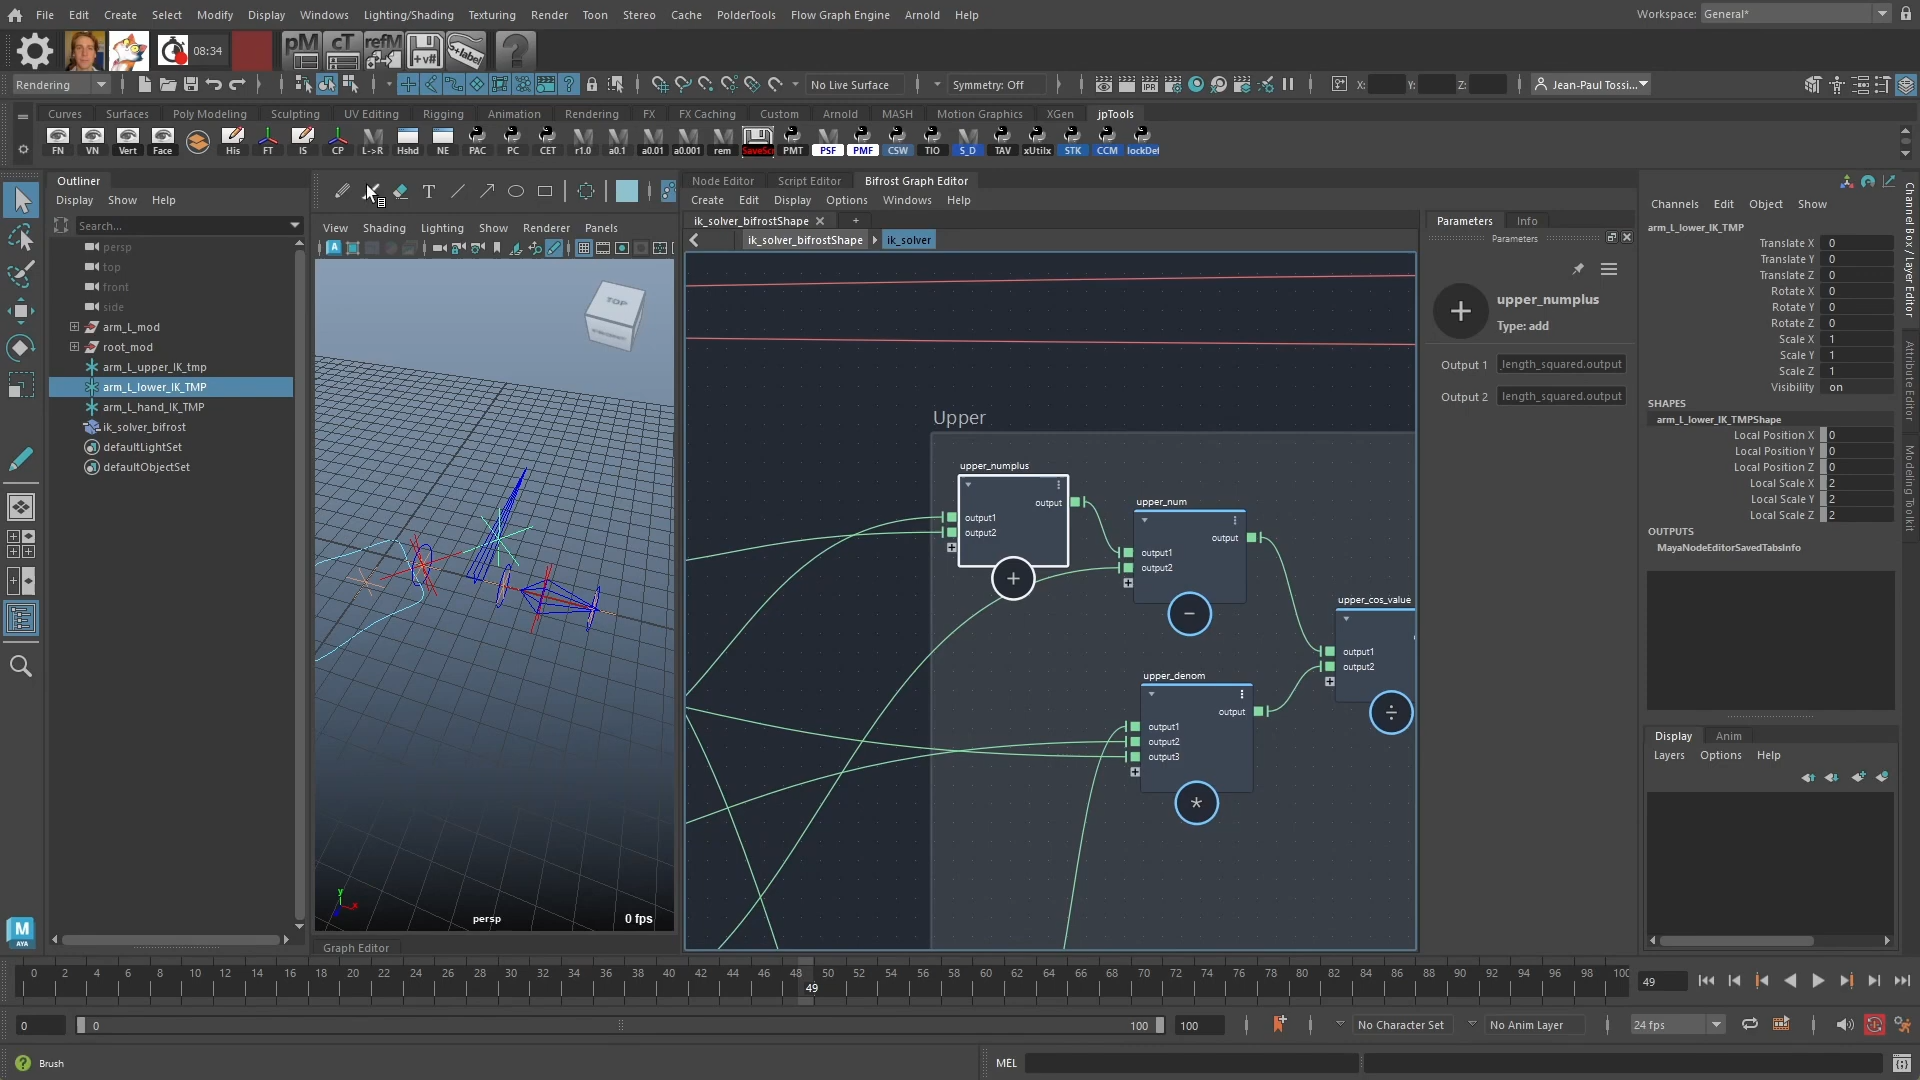 File Edit Create Select Modify Display Windows Lighting/Shading Texturing Render Toon Stereo Cache PolderTools Flow Graph Engine Arnold Help
Workspace: General*
08:34 pM cT refM +v# S+label ?
Rendering No Live Surface Symmetry: Off X: Y: Z: Jean-Paul Tossi...
Curves Surfaces Poly Modeling Sculpting UV Editing Rigging Animation Rendering FX FX Caching Custom Arnold MASH Motion Graphics XGen jpTools
FN VN Vert Face His FT IS CP L->R Hshd NE PAC PC CET r1.0 a0.1 a0.01 a0.001 rem SaveScr PMT PSF PMF CSW TIO S_D TAV xUtilx STK CCM lockDel
Outliner
Display Show Help
Search...
persp
top
front
side
arm_L_mod
root_mod
arm_L_upper_IK_tmp
arm_L_lower_IK_TMP
arm_L_hand_IK_TMP
ik_solver_bifrost
defaultLightSet
defaultObjectSet
View Shading Lighting Show Renderer Panels
TOP
persp
0 fps
Graph Editor
Node Editor Script Editor Bifrost Graph Editor
Create Edit Display Options Windows Help
ik_solver_bifrostShape
ik_solver_bifrostShape ik_solver
Upper
upper_numplus
output
output1
output2
upper_num
output
output1
output2
upper_cos_value
output1
output2
upper_denom
output
output1
output2
output3
Parameters Info
Parameters
upper_numplus
Type: add
Output 1 length_squared.output
Output 2 length_squared.output
Channels Edit Object Show
arm_L_lower_IK_TMP
Translate X 0
Translate Y 0
Translate Z 0
Rotate X 0
Rotate Y 0
Rotate Z 0
Scale X 1
Scale Y 1
Scale Z 1
Visibility on
SHAPES
arm_L_lower_IK_TMPShape
Local Position X 0
Local Position Y 0
Local Position Z 0
Local Scale X 2
Local Scale Y 2
Local Scale Z 2
OUTPUTS
MayaNodeEditorSavedTabsInfo
Display Anim
Layers Options Help
Channel Box / Layer Editor
Attribute Editor
Modeling Toolkit
0 2 4 6 8 10 12 14 16 18 20 22 24 26 28 30 32 34 36 38 40 42 44 46 48 50 52 54 56 58 60 62 64 66 68 70 72 74 76 78 80 82 84 86 88 90 92 94 96 98 100
49
49
0 0 100 100 No Character Set No Anim Layer 24 fps
Brush MEL